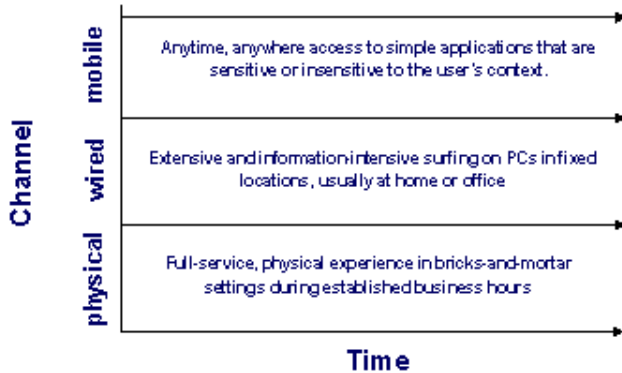 mobile
Anytime, anywhere access to simple applications that are
sensitive or insensitive to the user's context.
Channel
wired
Extensive and information-intensive surfing on PCs in fixed
locations, usually at home or office
physical
Full-service, physical experience in bricks-and-mortar
settings during established business hours
Time